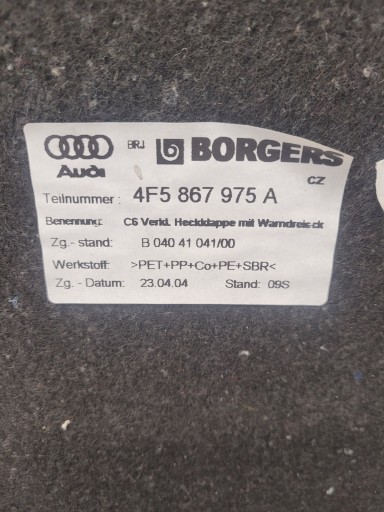 BRJ BORGERS
Audi
CZ
Teilnummer: 4F5 867 975 A
Benennung: C6 Verkl. Heckklappe mit Warndreieck
Zg.- stand: B 040 41 041/00
Werkstoff: >PET+PP+Co+PE+SBR<
Zg. - Datum: 23.04.04 Stand: 09S